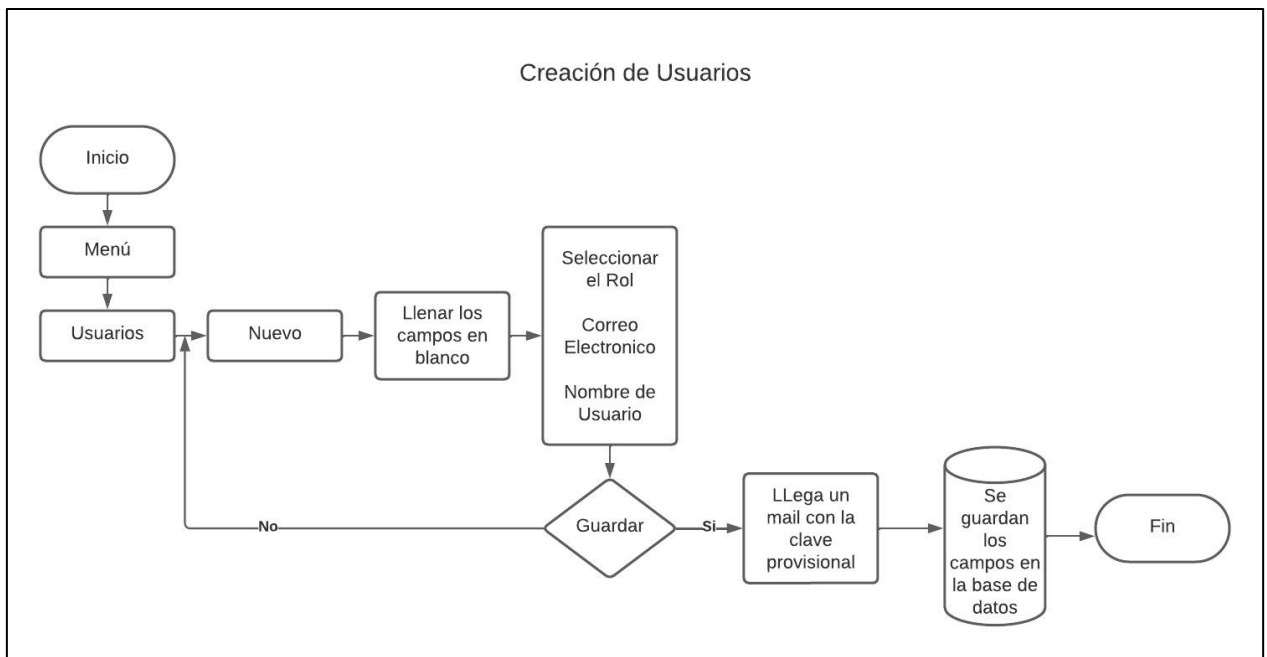 Creación de Usuarios
Inicio
Menú
Usuarios
Nuevo
Llenar los
campos en
blanco
Seleccionar
el Rol
Correo
Electronico
Nombre de
Usuario
Guardar
No
Si
LLega un
mail con la
clave
provisional
Se
guardan
los
campos en
la base de
datos
Fin